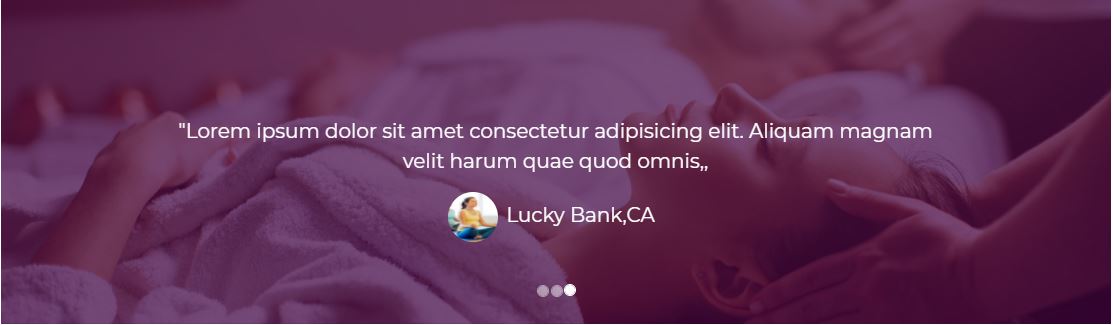 "Lorem ipsum dolor sit amet consectetur adipisicing elit. Aliquam magnam
velit harum quae quod omnis,,
Lucky Bank,CA